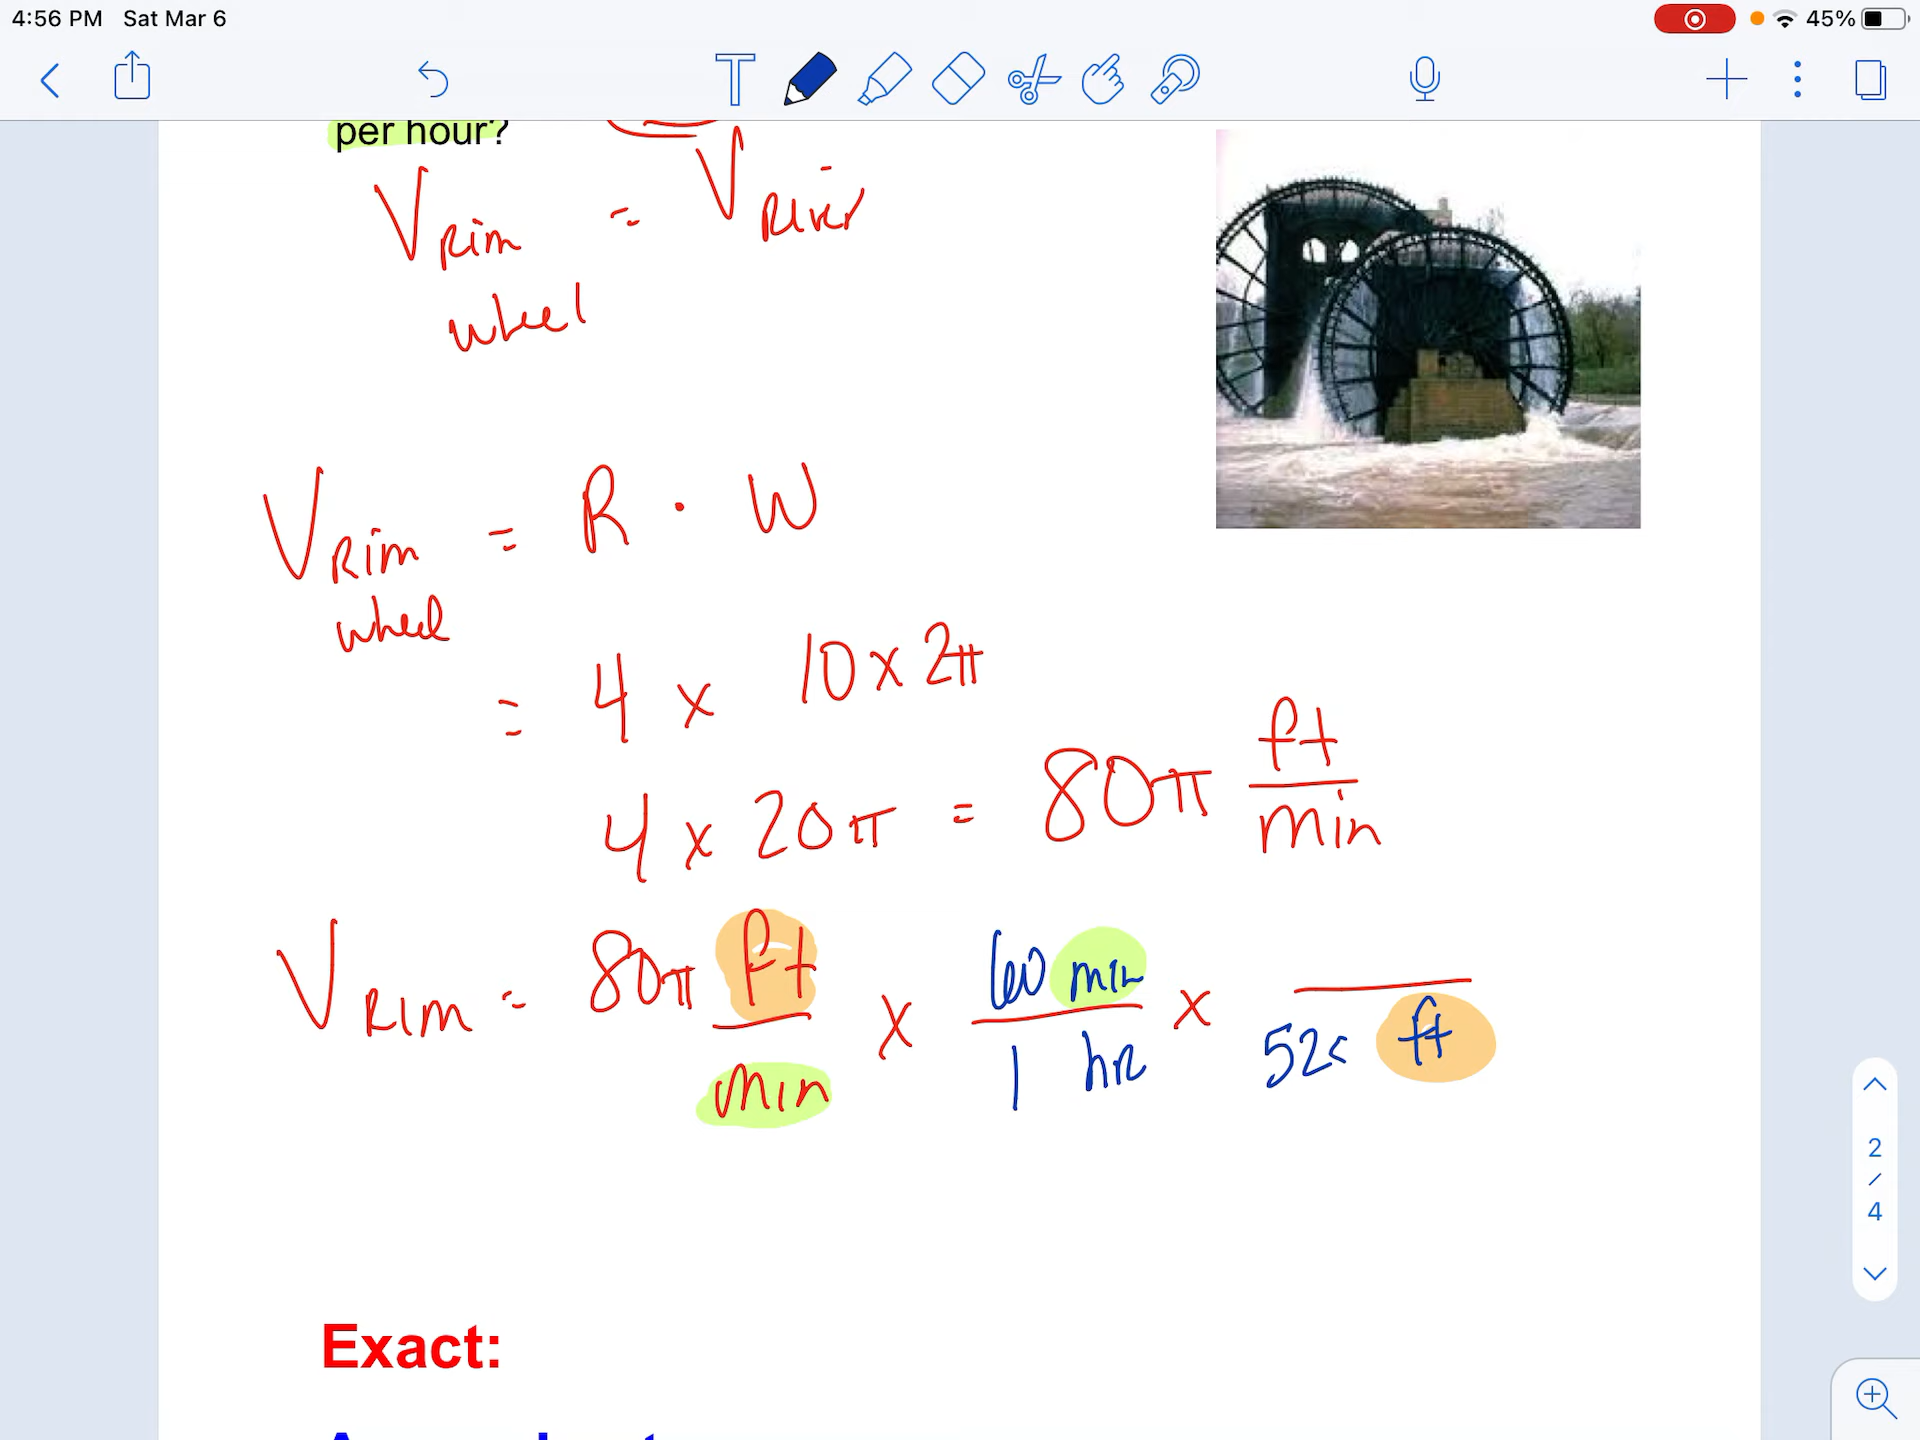 4:56 PM Sat Mar 6
45%
T
per hour?
V Rim wheel = V River
V Rim wheel = R · W
= 4 x 10 x 2π
4 x 20π = 80π ft/min
V RIM = 80π ft/min x 60 min/1 hr x /52 ft
2
/
4
Exact: